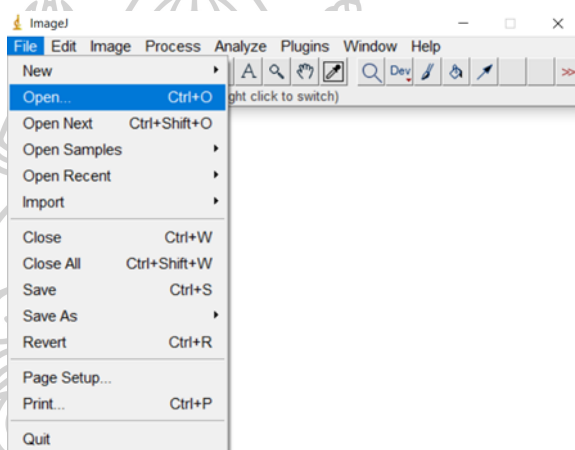 ImageJ
File Edit Image Process Analyze Plugins Window Help
New
A Dev >>
Open... Ctrl+O
ght click to switch)
Open Next Ctrl+Shift+O
Open Samples
Open Recent
Import
Close Ctrl+W
Close All Ctrl+Shift+W
Save Ctrl+S
Save As
Revert Ctrl+R
Page Setup...
Print... Ctrl+P
Quit